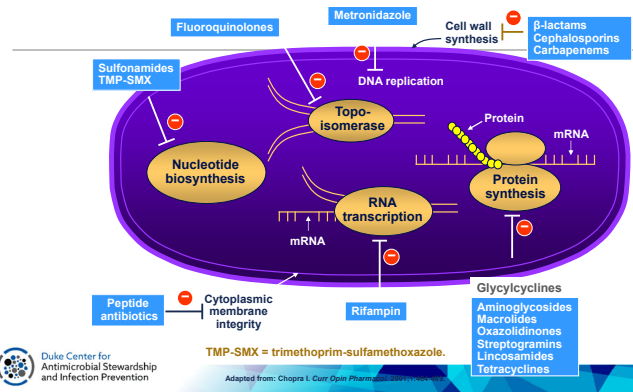 Metronidazole
Fluoroquinolones
Cell wall
synthesis
β-lactams
Cephalosporins
Carbapenems
Sulfonamides
TMP-SMX
DNA replication
Topo-
isomerase
Protein
mRNA
Nucleotide
biosynthesis
Protein
synthesis
RNA
transcription
mRNA
Glycylcyclines
Peptide
antibiotics
Cytoplasmic
membrane
integrity
Rifampin
Aminoglycosides
Macrolides
Oxazolidinones
Streptogramins
Lincosamides
Tetracyclines
TMP-SMX = trimethoprim-sulfamethoxazole.
Duke Center for
Antimicrobial Stewardship
and Infection Prevention
Adapted from: Chopra I. Curr Opin Pharmacol.